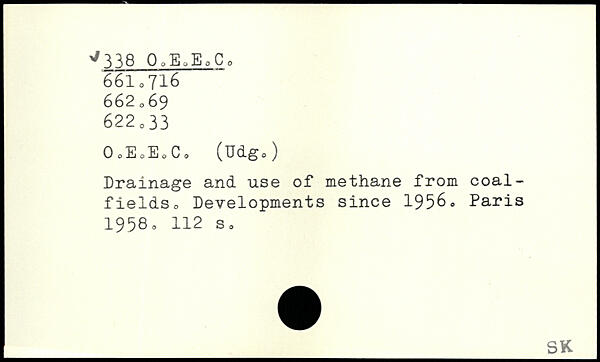 ✓338 O.E.E.C.
661.716
662.69
622.33
O.E.E.C. (Udg.)
Drainage and use of methane from coal-
fields. Developments since 1956. Paris
1958. 112 s.
SK